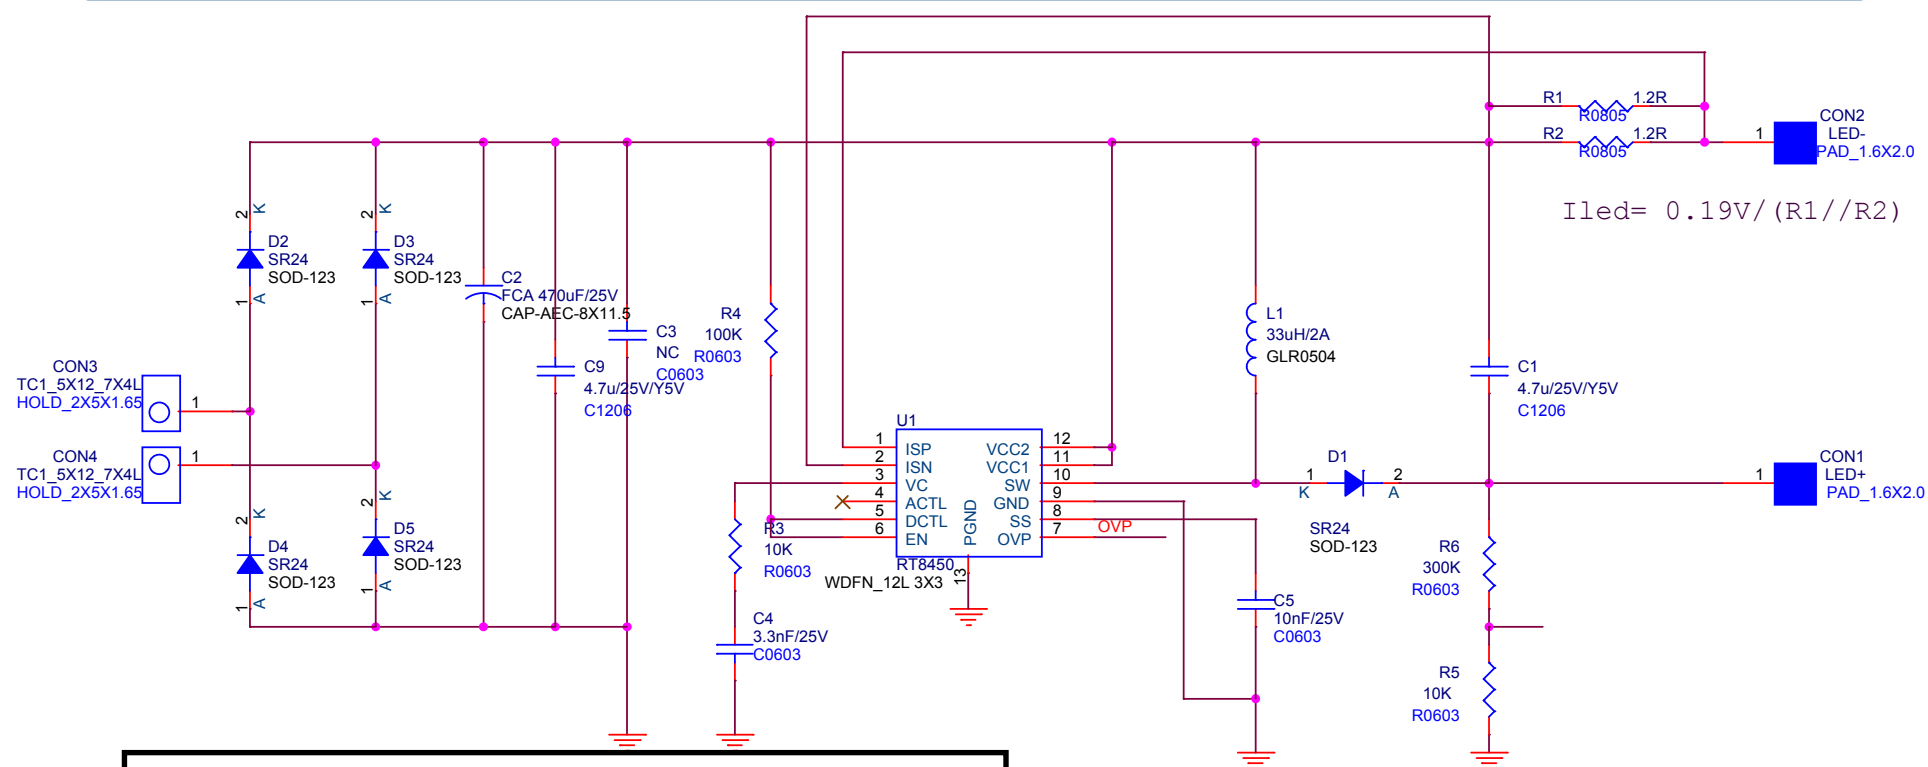 R1
1.2R
R0805
R2
1.2R
R0805
CON2
LED-
PAD_1.6X2.0
1
Iled= 0.19V/(R1//R2)
2
K
D2
SR24
SOD-123
1
A
2
K
D3
SR24
SOD-123
1
A
C2
FCA 470uF/25V
CAP-AEC-8X11.5
C3
NC
C0603
C9
4.7u/25V/Y5V
C1206
R4
100K
R0603
L1
33uH/2A
GLR0504
C1
4.7u/25V/Y5V
C1206
CON3
TC1_5X12_7X4L
HOLD_2X5X1.65
1
CON4
TC1_5X12_7X4L
HOLD_2X5X1.65
1
2
K
D4
SR24
SOD-123
1
A
2
K
D5
SR24
SOD-123
1
A
U1
1
ISP
2
ISN
3
VC
4
ACTL
5
DCTL
6
EN
PGND
13
VCC2
12
VCC1
11
SW
10
GND
9
SS
8
OVP
7
OVP
RT8450
WDFN_12L 3X3
R3
10K
R0603
C4
3.3nF/25V
C0603
C5
10nF/25V
C0603
D1
1
K
2
A
SR24
SOD-123
CON1
LED+
PAD_1.6X2.0
1
R6
300K
R0603
R5
10K
R0603